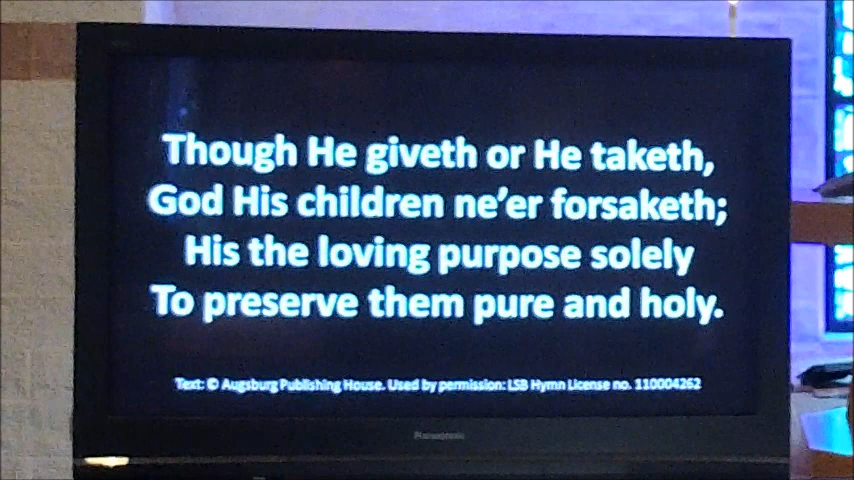 Though He giveth or He taketh,
God His children ne'er forsaketh;
His the loving purpose solely
To preserve them pure and holy.
Text: © Augsburg Publishing House. Used by permission: LSB Hymn License no. 110004262
Panasonic